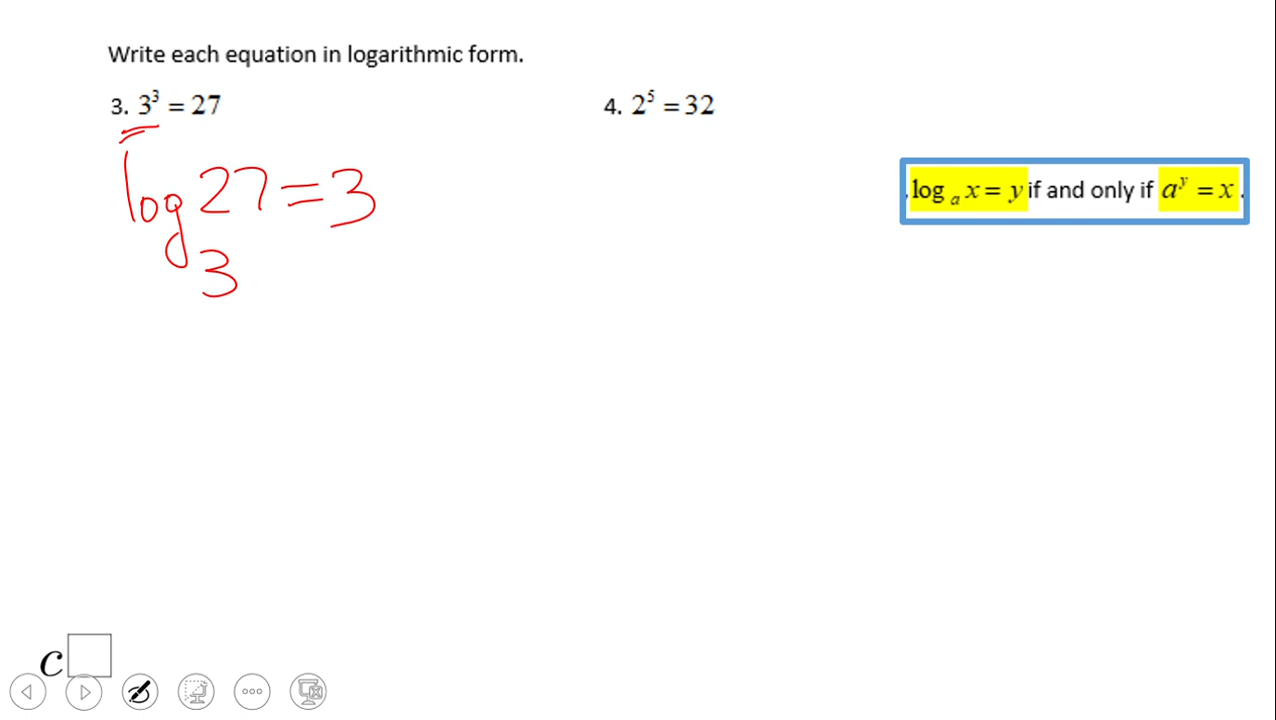 Write each equation in logarithmic form.
3. 3³ = 27
4. 2⁵ = 32
log₃ 27 = 3
logₐ x = y if and only if aʸ = x.
c